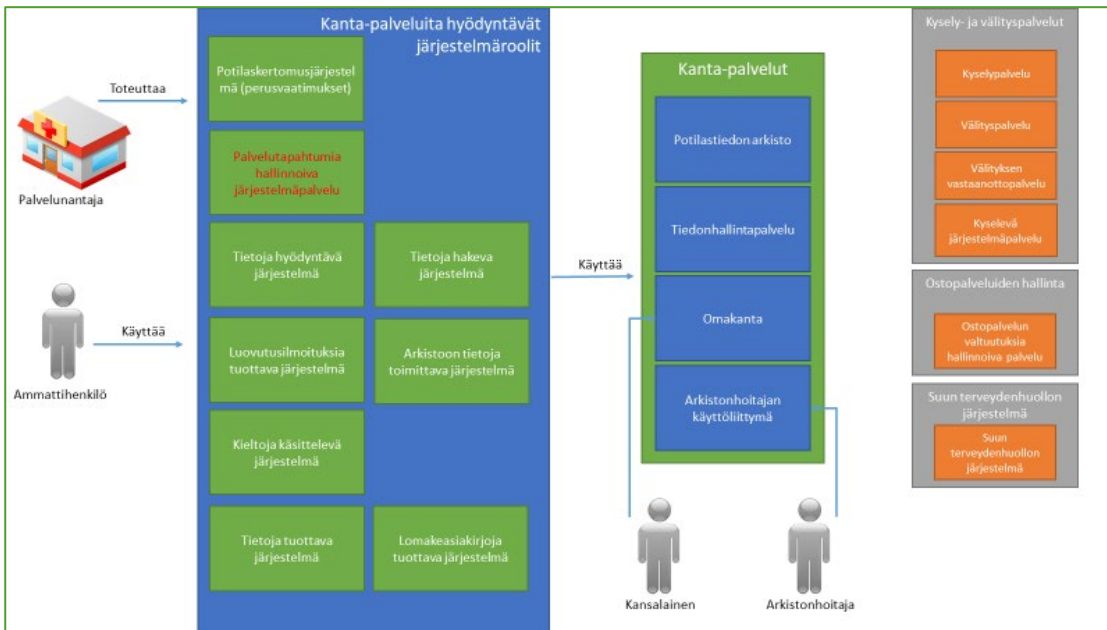 Kanta-palveluita hyödyntävät
järjestelmäroolit
Potilaskertomusjärjestel
mä (perusvaatimukset)
Toteuttaa
Palvelunantaja
Palvelutapahtumia
hallinnoiva
järjestelmäpalvelu
Tietoja hyödyntävä
järjestelmä
Tietoja hakeva
järjestelmä
Käyttää
Ammattihenkilö
Luovutusilmoituksia
tuottava järjestelmä
Arkistoon tietoja
toimittava järjestelmä
Kieltoja käsittelevä
järjestelmä
Tietoja tuottava
järjestelmä
Lomakeasiakirjoja
tuottava järjestelmä
Käyttää
Kanta-palvelut
Potilastiedon arkisto
Tiedonhallintapalvelu
Omakanta
Arkistonhoitajan
käyttöliittymä
Kansalainen
Arkistonhoitaja
Kysely- ja välityspalvelut
Kyselypalvelu
Välityspalvelu
Välityksen
vastaanottopalvelu
Kyselevä
järjestelmäpalvelu
Ostopalveluiden hallinta
Ostopalvelun
valtuutuksia
hallinnoiva palvelu
Suun terveydenhuollon
järjestelmä
Suun
terveydenhuollon
järjestelmä